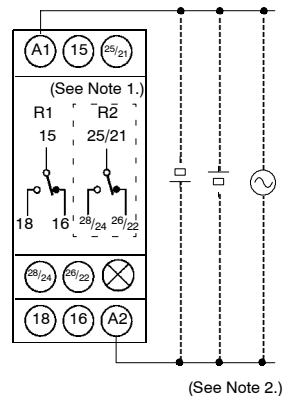 A1 15 25/21
(See Note 1.)
R1 R2
15 25/21
18 16 28/24 26/22
28/24 26/22
18 16 A2
(See Note 2.)